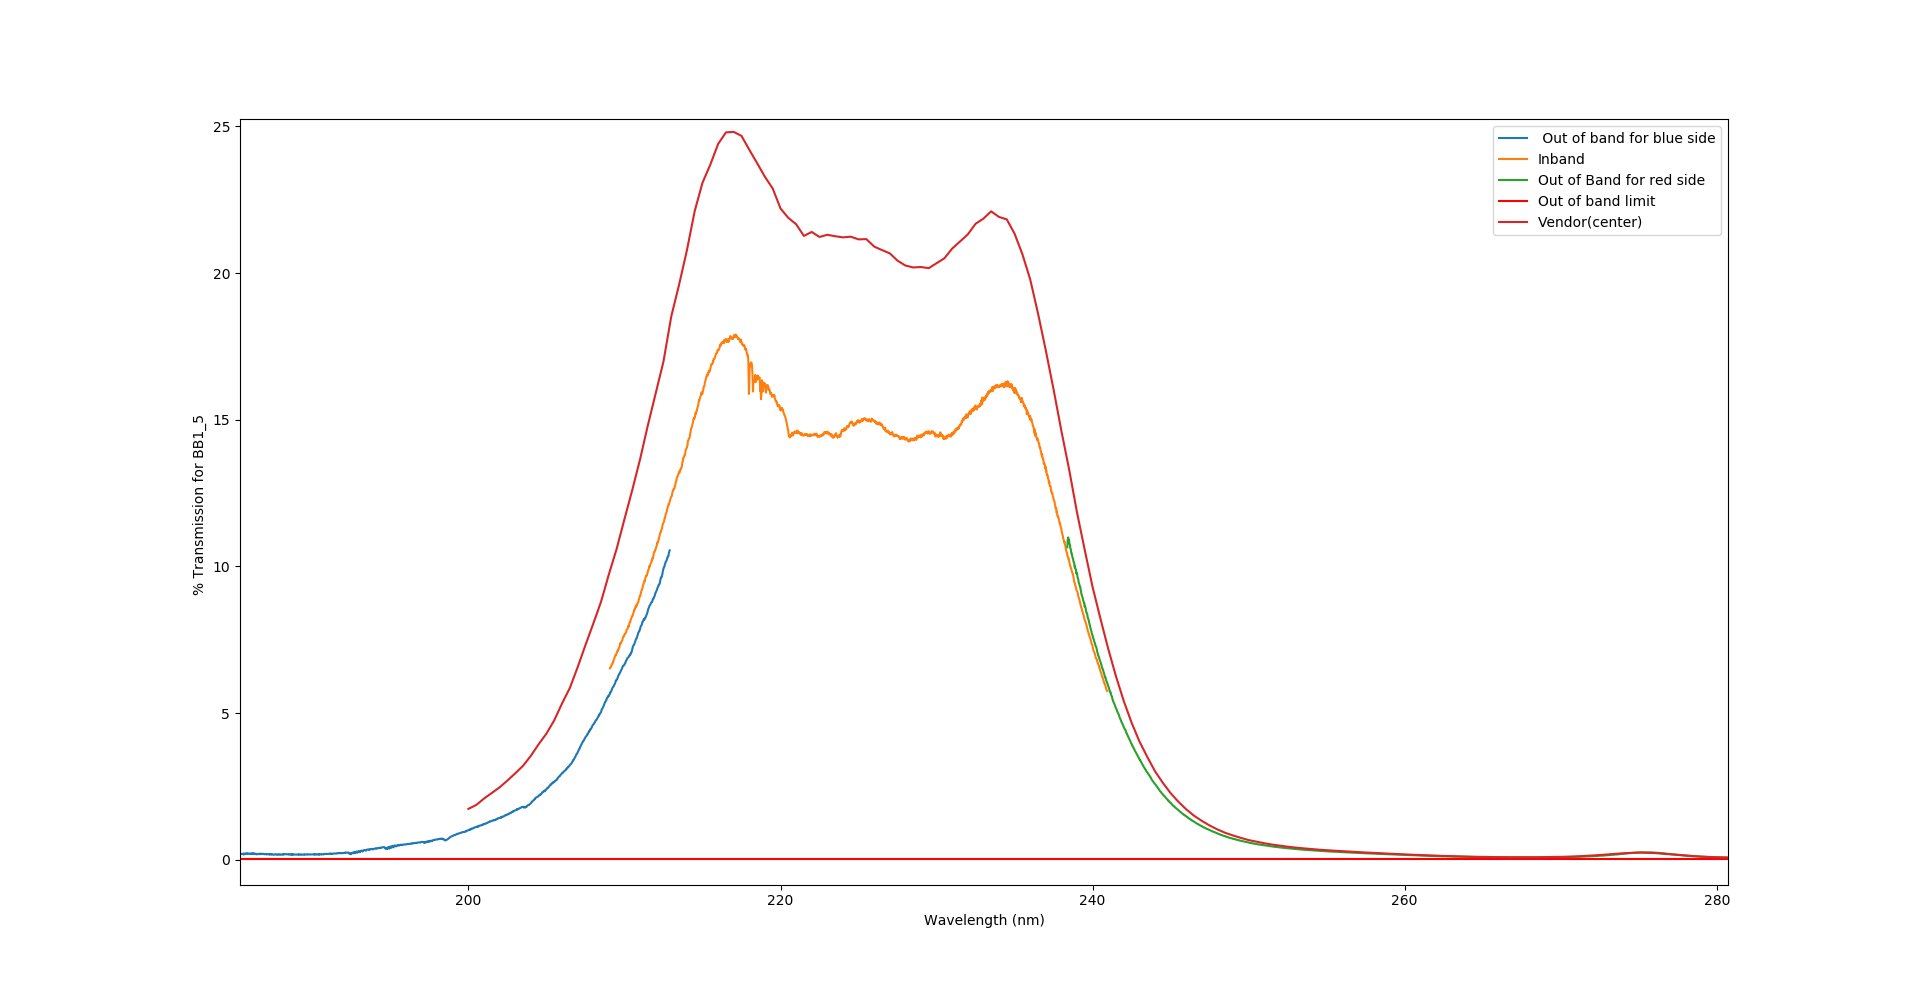 25
20
15
10
5
0
% Transmission for BB1_5
200
220
240
260
280
Wavelength (nm)
Out of band for blue side
Inband
Out of Band for red side
Out of band limit
Vendor(center)